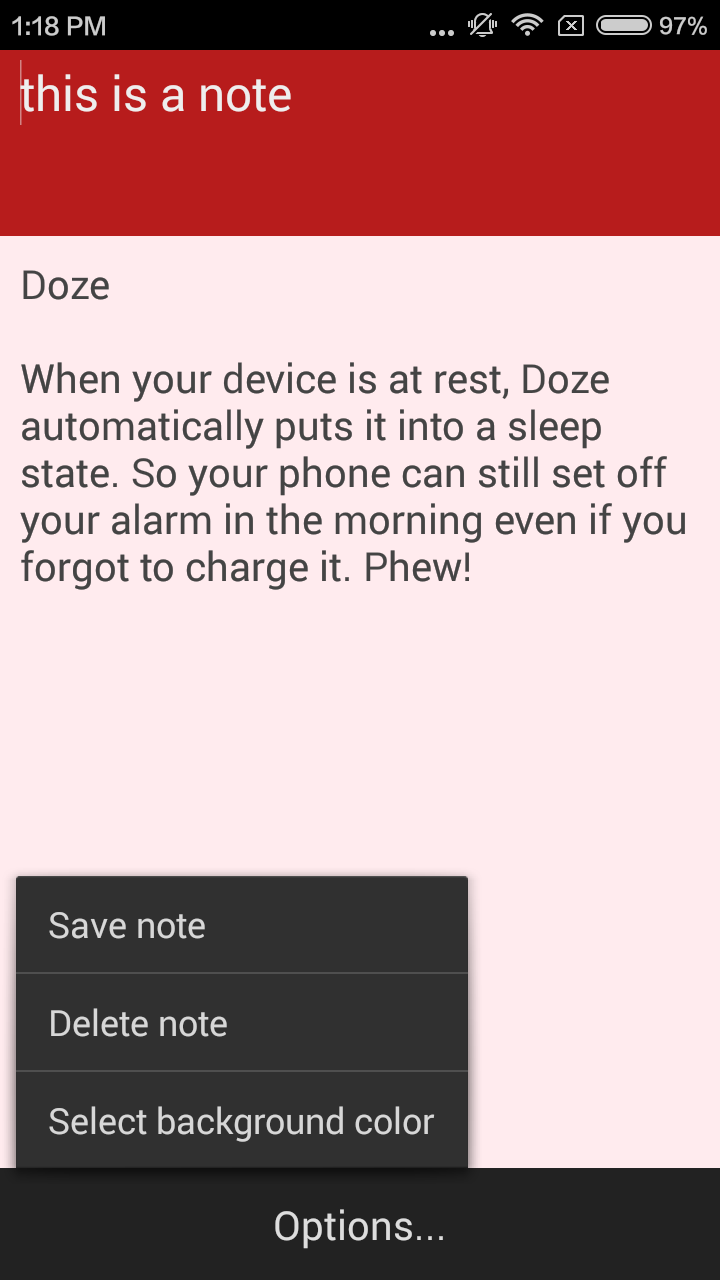 1:18 PM
97%
this is a note
Doze
When your device is at rest, Doze
automatically puts it into a sleep
state. So your phone can still set off
your alarm in the morning even if you
forgot to charge it. Phew!
Save note
Delete note
Select background color
Options...